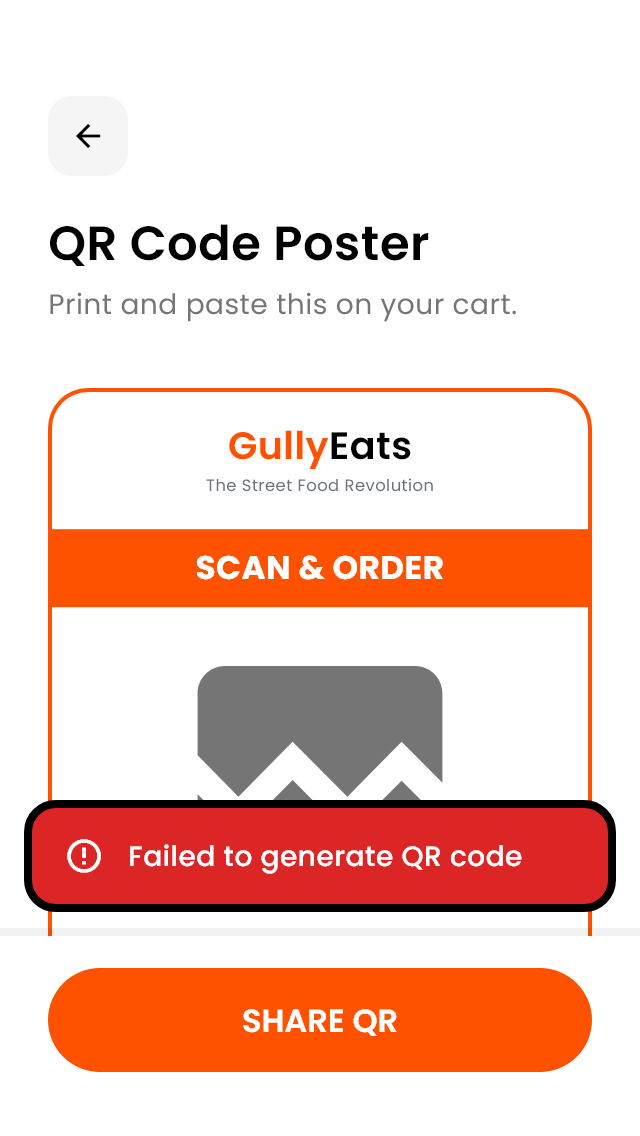 QR Code Poster
Print and paste this on your cart.
GullyEats
The Street Food Revolution
SCAN & ORDER
Failed to generate QR code
SHARE QR